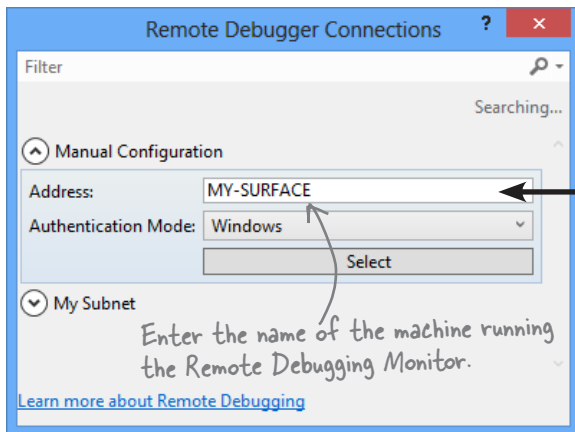 Remote Debugger Connections ?
Filter
Searching...
Manual Configuration
Address: MY-SURFACE
Authentication Mode: Windows
Select
My Subnet
Enter the name of the machine running
the Remote Debugging Monitor.
Learn more about Remote Debugging